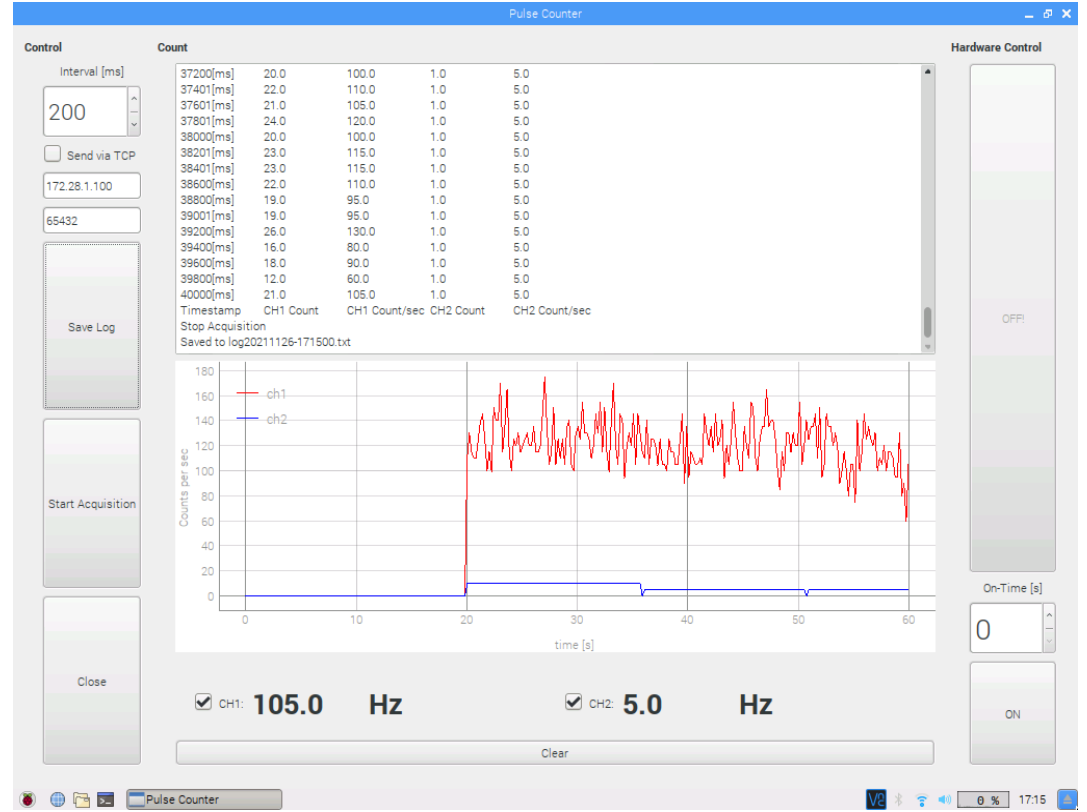 Pulse Counter
Control
Count
Hardware Control
Interval [ms]
200
Send via TCP
172.28.1.100
65432
Save Log
Start Acquisition
Close
37200[ms] 20.0 100.0 1.0 5.0
37401[ms] 22.0 110.0 1.0 5.0
37601[ms] 21.0 105.0 1.0 5.0
37801[ms] 24.0 120.0 1.0 5.0
38000[ms] 20.0 100.0 1.0 5.0
38201[ms] 23.0 115.0 1.0 5.0
38401[ms] 23.0 115.0 1.0 5.0
38600[ms] 22.0 110.0 1.0 5.0
38800[ms] 19.0 95.0 1.0 5.0
39001[ms] 19.0 95.0 1.0 5.0
39200[ms] 26.0 130.0 1.0 5.0
39400[ms] 16.0 80.0 1.0 5.0
39600[ms] 18.0 90.0 1.0 5.0
39800[ms] 12.0 60.0 1.0 5.0
40000[ms] 21.0 105.0 1.0 5.0
Timestamp CH1 Count CH1 Count/sec CH2 Count CH2 Count/sec
Stop Acquisition
Saved to log20211126-171500.txt
180
160
140
120
100
80
60
40
20
0
Counts per sec
ch1
ch2
0 10 20 30 40 50 60
time [s]
CH1: 105.0 Hz
CH2: 5.0 Hz
Clear
OFF!
On-Time [s]
0
ON
Pulse Counter
V2
0 %
17:15